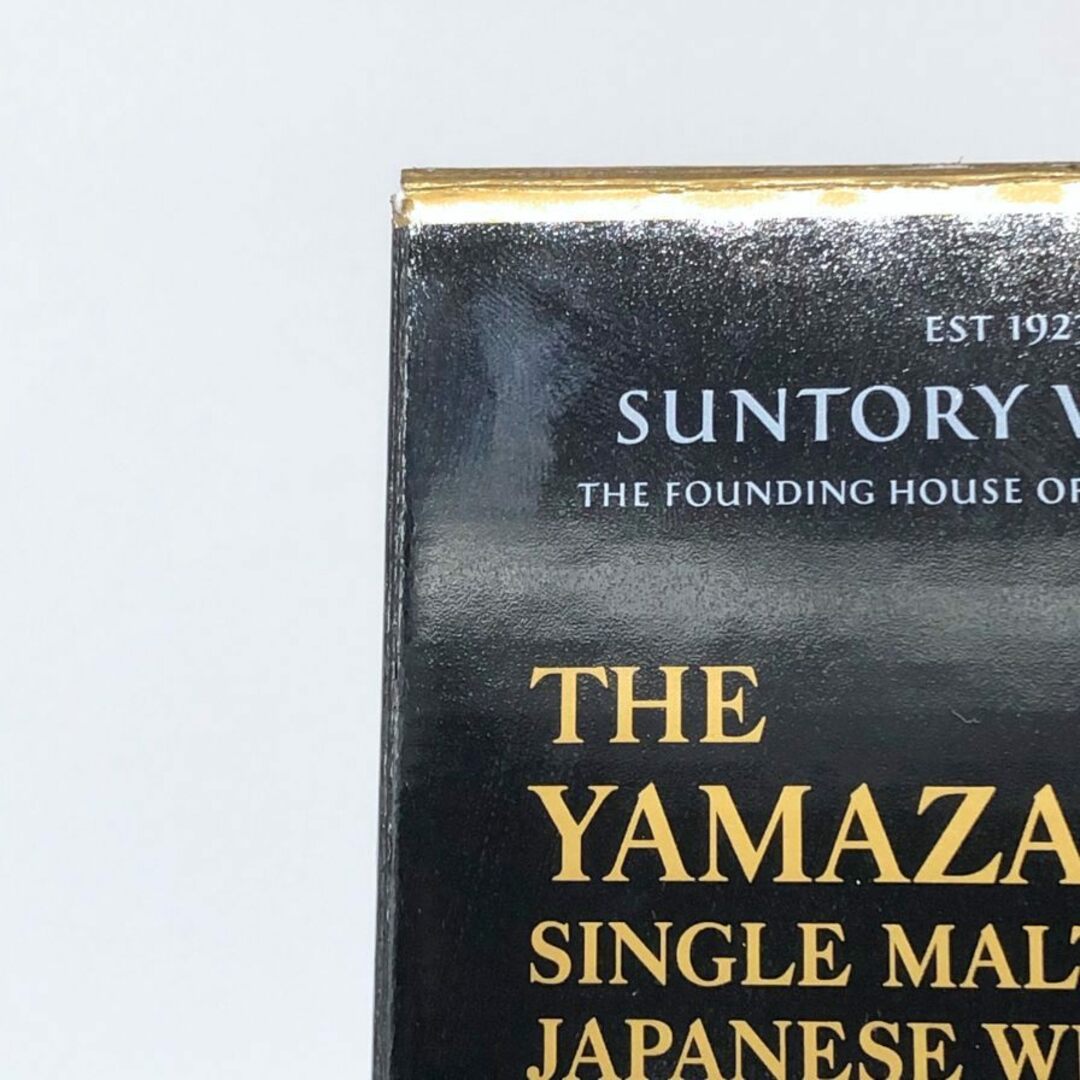 EST 192
SUNTORY
THE FOUNDING HOUSE OF
THE
YAMAZA
SINGLE MALT
JAPANESE